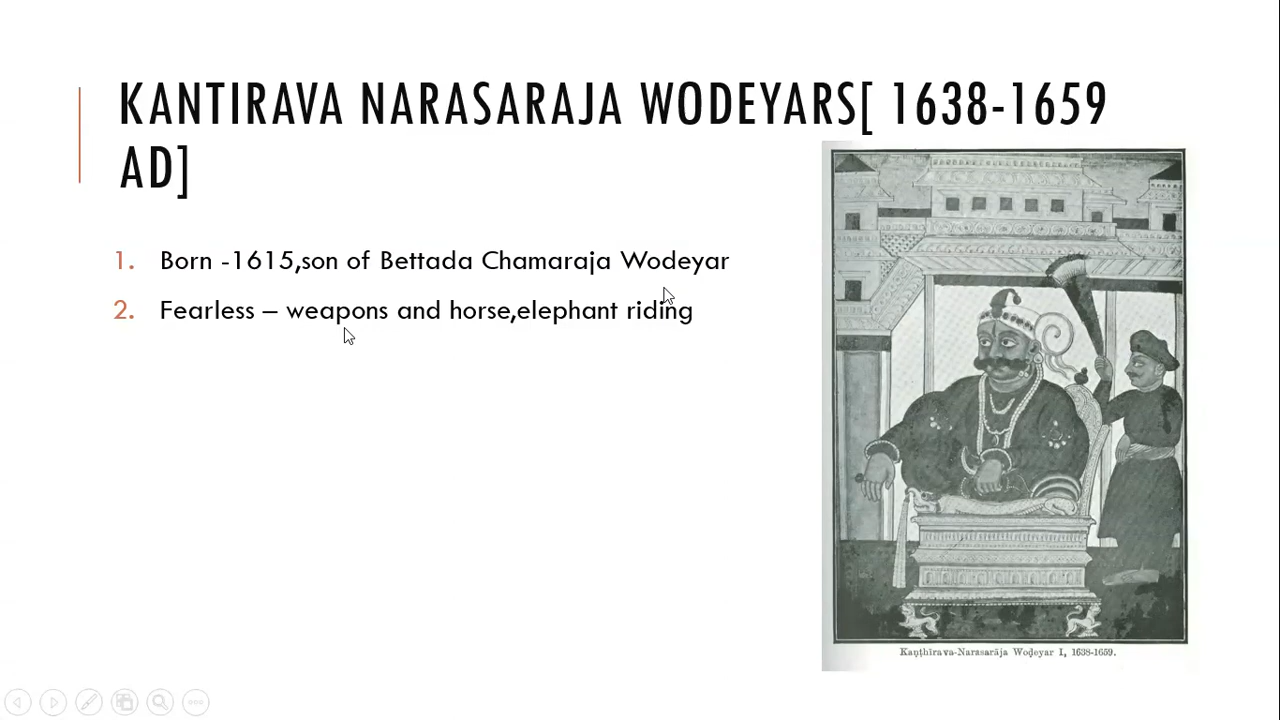 KANTIRAVA NARASARAJA WODEYARS[ 1638-1659
AD]
1. Born -1615,son of Bettada Chamaraja Wodeyar
2. Fearless – weapons and horse,elephant riding
Kaṇṭhīrava-Narasarāja Woḍeyar I, 1638-1659.